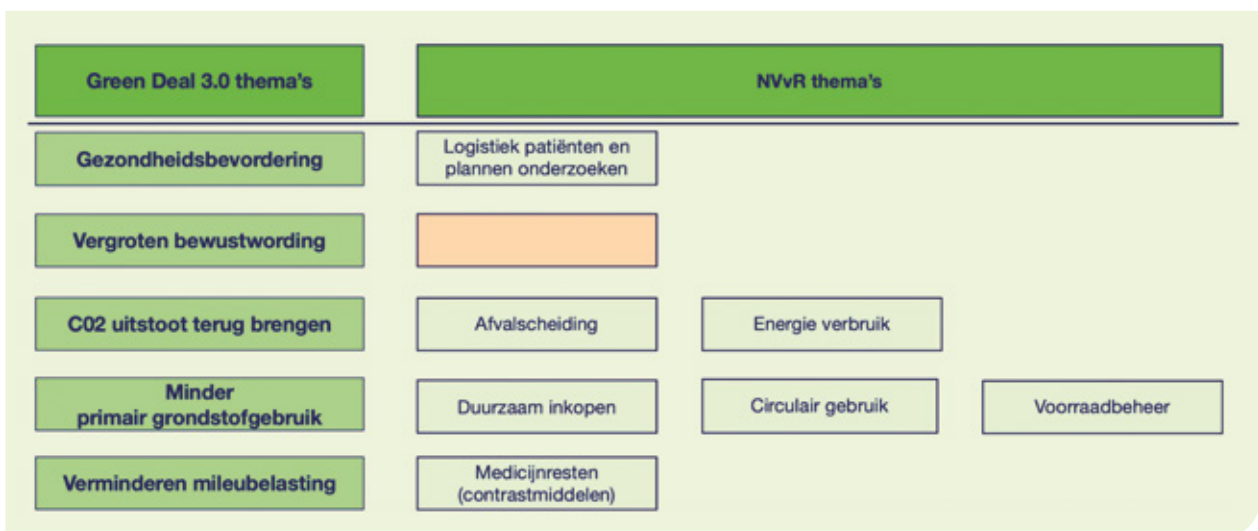 Green Deal 3.0 thema's
NVvR thema's
Gezondheidsbevordering
Logistiek patiënten en
plannen onderzoeken
Vergroten bewustwording
C02 uitstoot terug brengen
Afvalscheiding
Energie verbruik
Minder
primair grondstofgebruik
Duurzaam inkopen
Circulair gebruik
Voorraadbeheer
Verminderen mileubelasting
Medicijnresten
(contrastmiddelen)